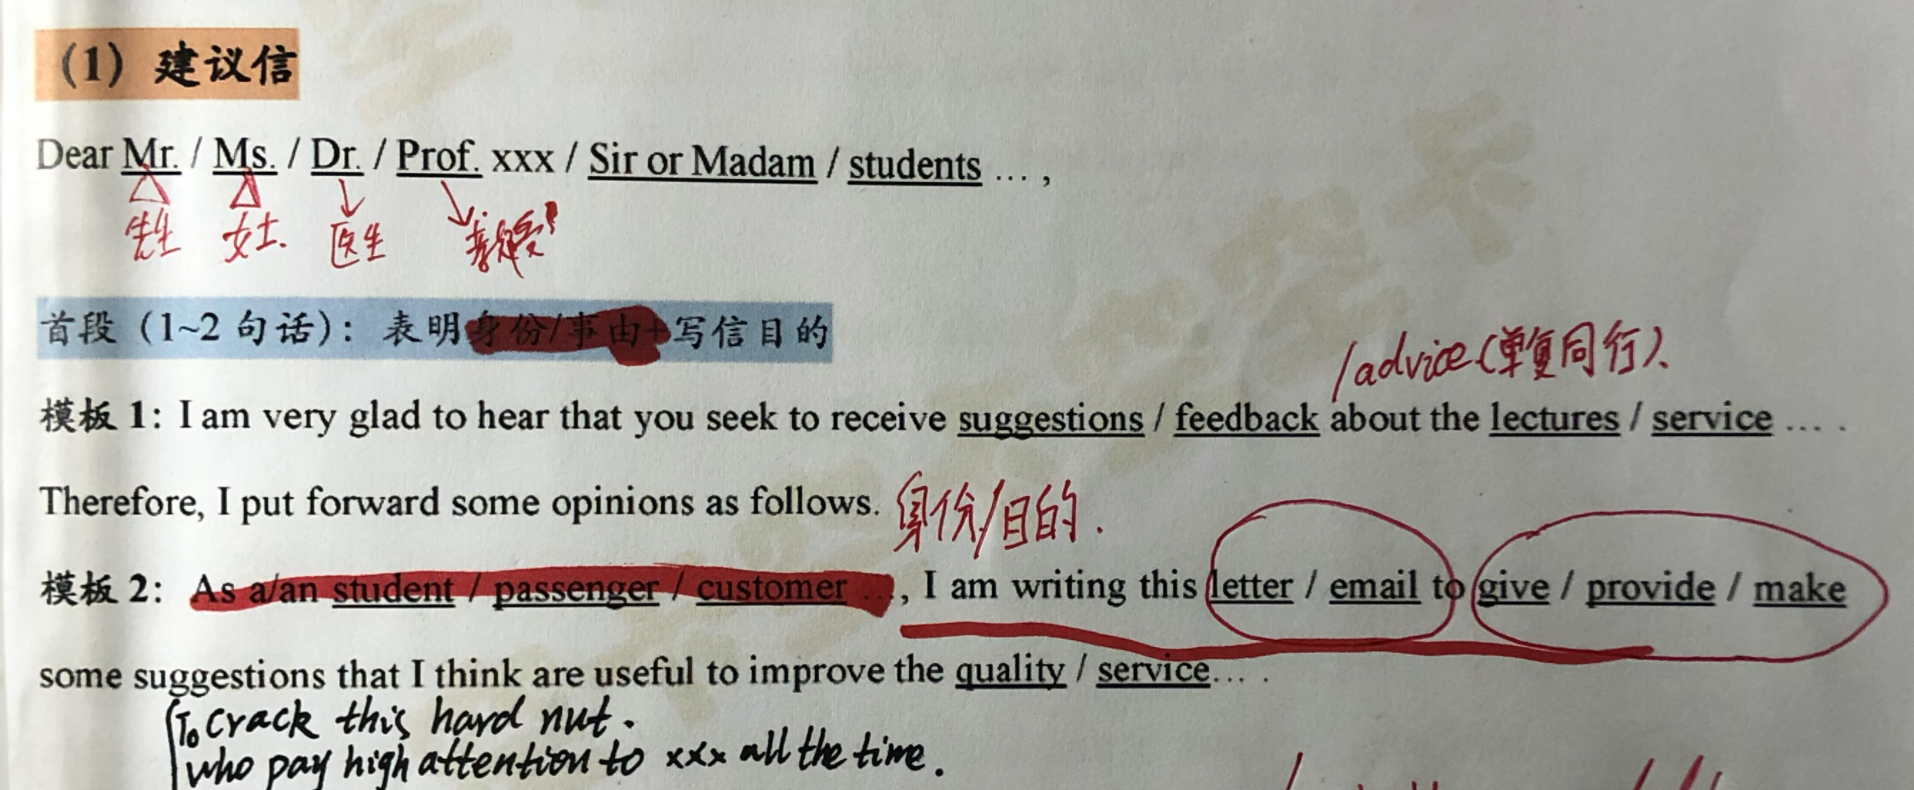 (1) 建议信
Dear Mr. / Ms. / Dr. / Prof. xxx / Sir or Madam / students … ,
先生 女士. 医生 教授
首段（1~2 句话）：表明身份/事由+写信目的
/advice(单复同行).
模板 1: I am very glad to hear that you seek to receive suggestions / feedback about the lectures / service … .
Therefore, I put forward some opinions as follows. 身份/目的.
模板 2: As a/an student / passenger / customer …, I am writing this letter / email to give / provide / make
some suggestions that I think are useful to improve the quality / service… .
To crack this hard nut.
who pay high attention to xxx all the time.